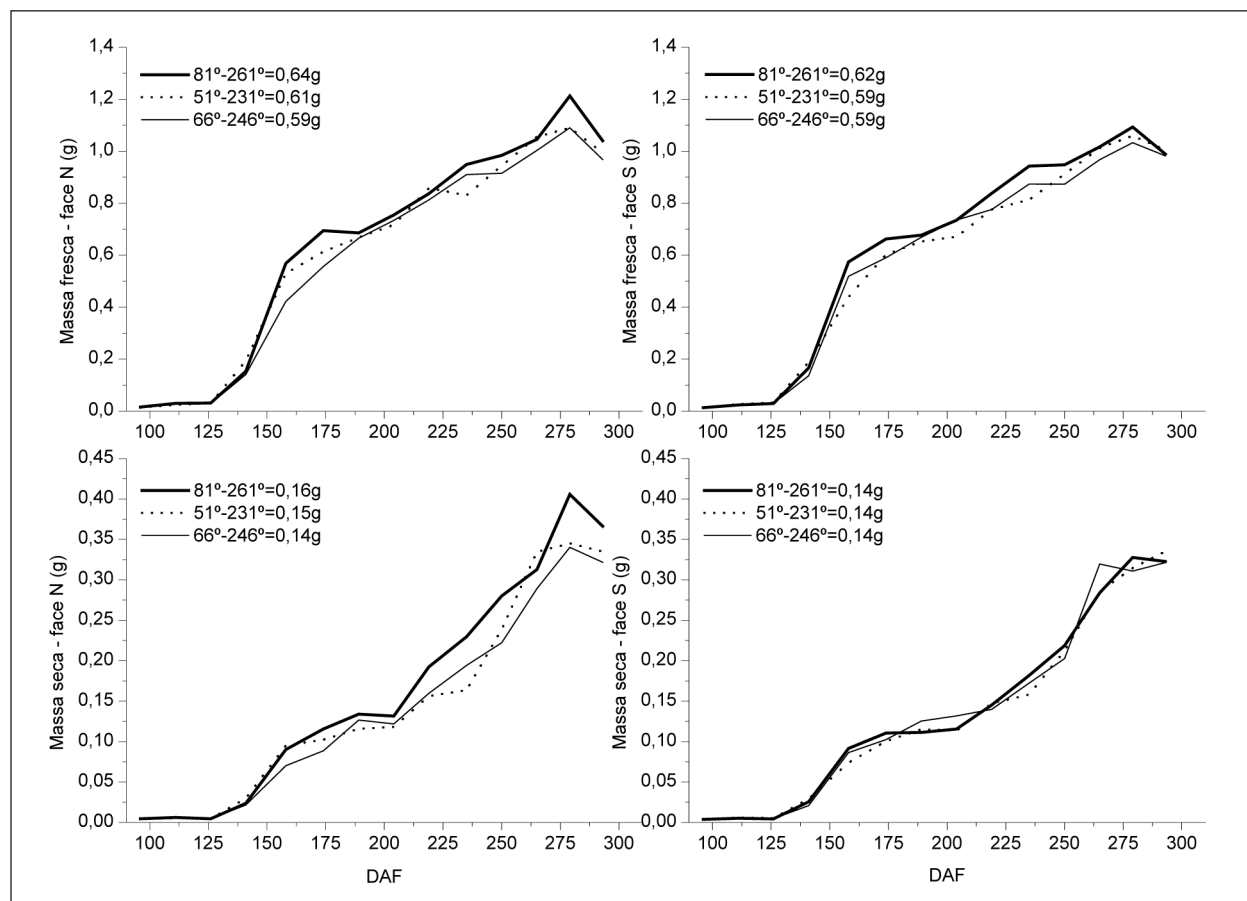 1,4
1,2
1,0
0,8
0,6
0,4
0,2
0,0
Massa fresca - face N (g)
81º-261º=0,64g
51º-231º=0,61g
66º-246º=0,59g
100 125 150 175 200 225 250 275 300
1,4
1,2
1,0
0,8
0,6
0,4
0,2
0,0
Massa fresca - face S (g)
81º-261º=0,62g
51º-231º=0,59g
66º-246º=0,59g
100 125 150 175 200 225 250 275 300
0,45
0,40
0,35
0,30
0,25
0,20
0,15
0,10
0,05
0,00
Massa seca - face N (g)
81º-261º=0,16g
51º-231º=0,15g
66º-246º=0,14g
100 125 150 175 200 225 250 275 300
DAF
0,45
0,40
0,35
0,30
0,25
0,20
0,15
0,10
0,05
0,00
Massa seca - face S (g)
81º-261º=0,14g
51º-231º=0,14g
66º-246º=0,14g
100 125 150 175 200 225 250 275 300
DAF